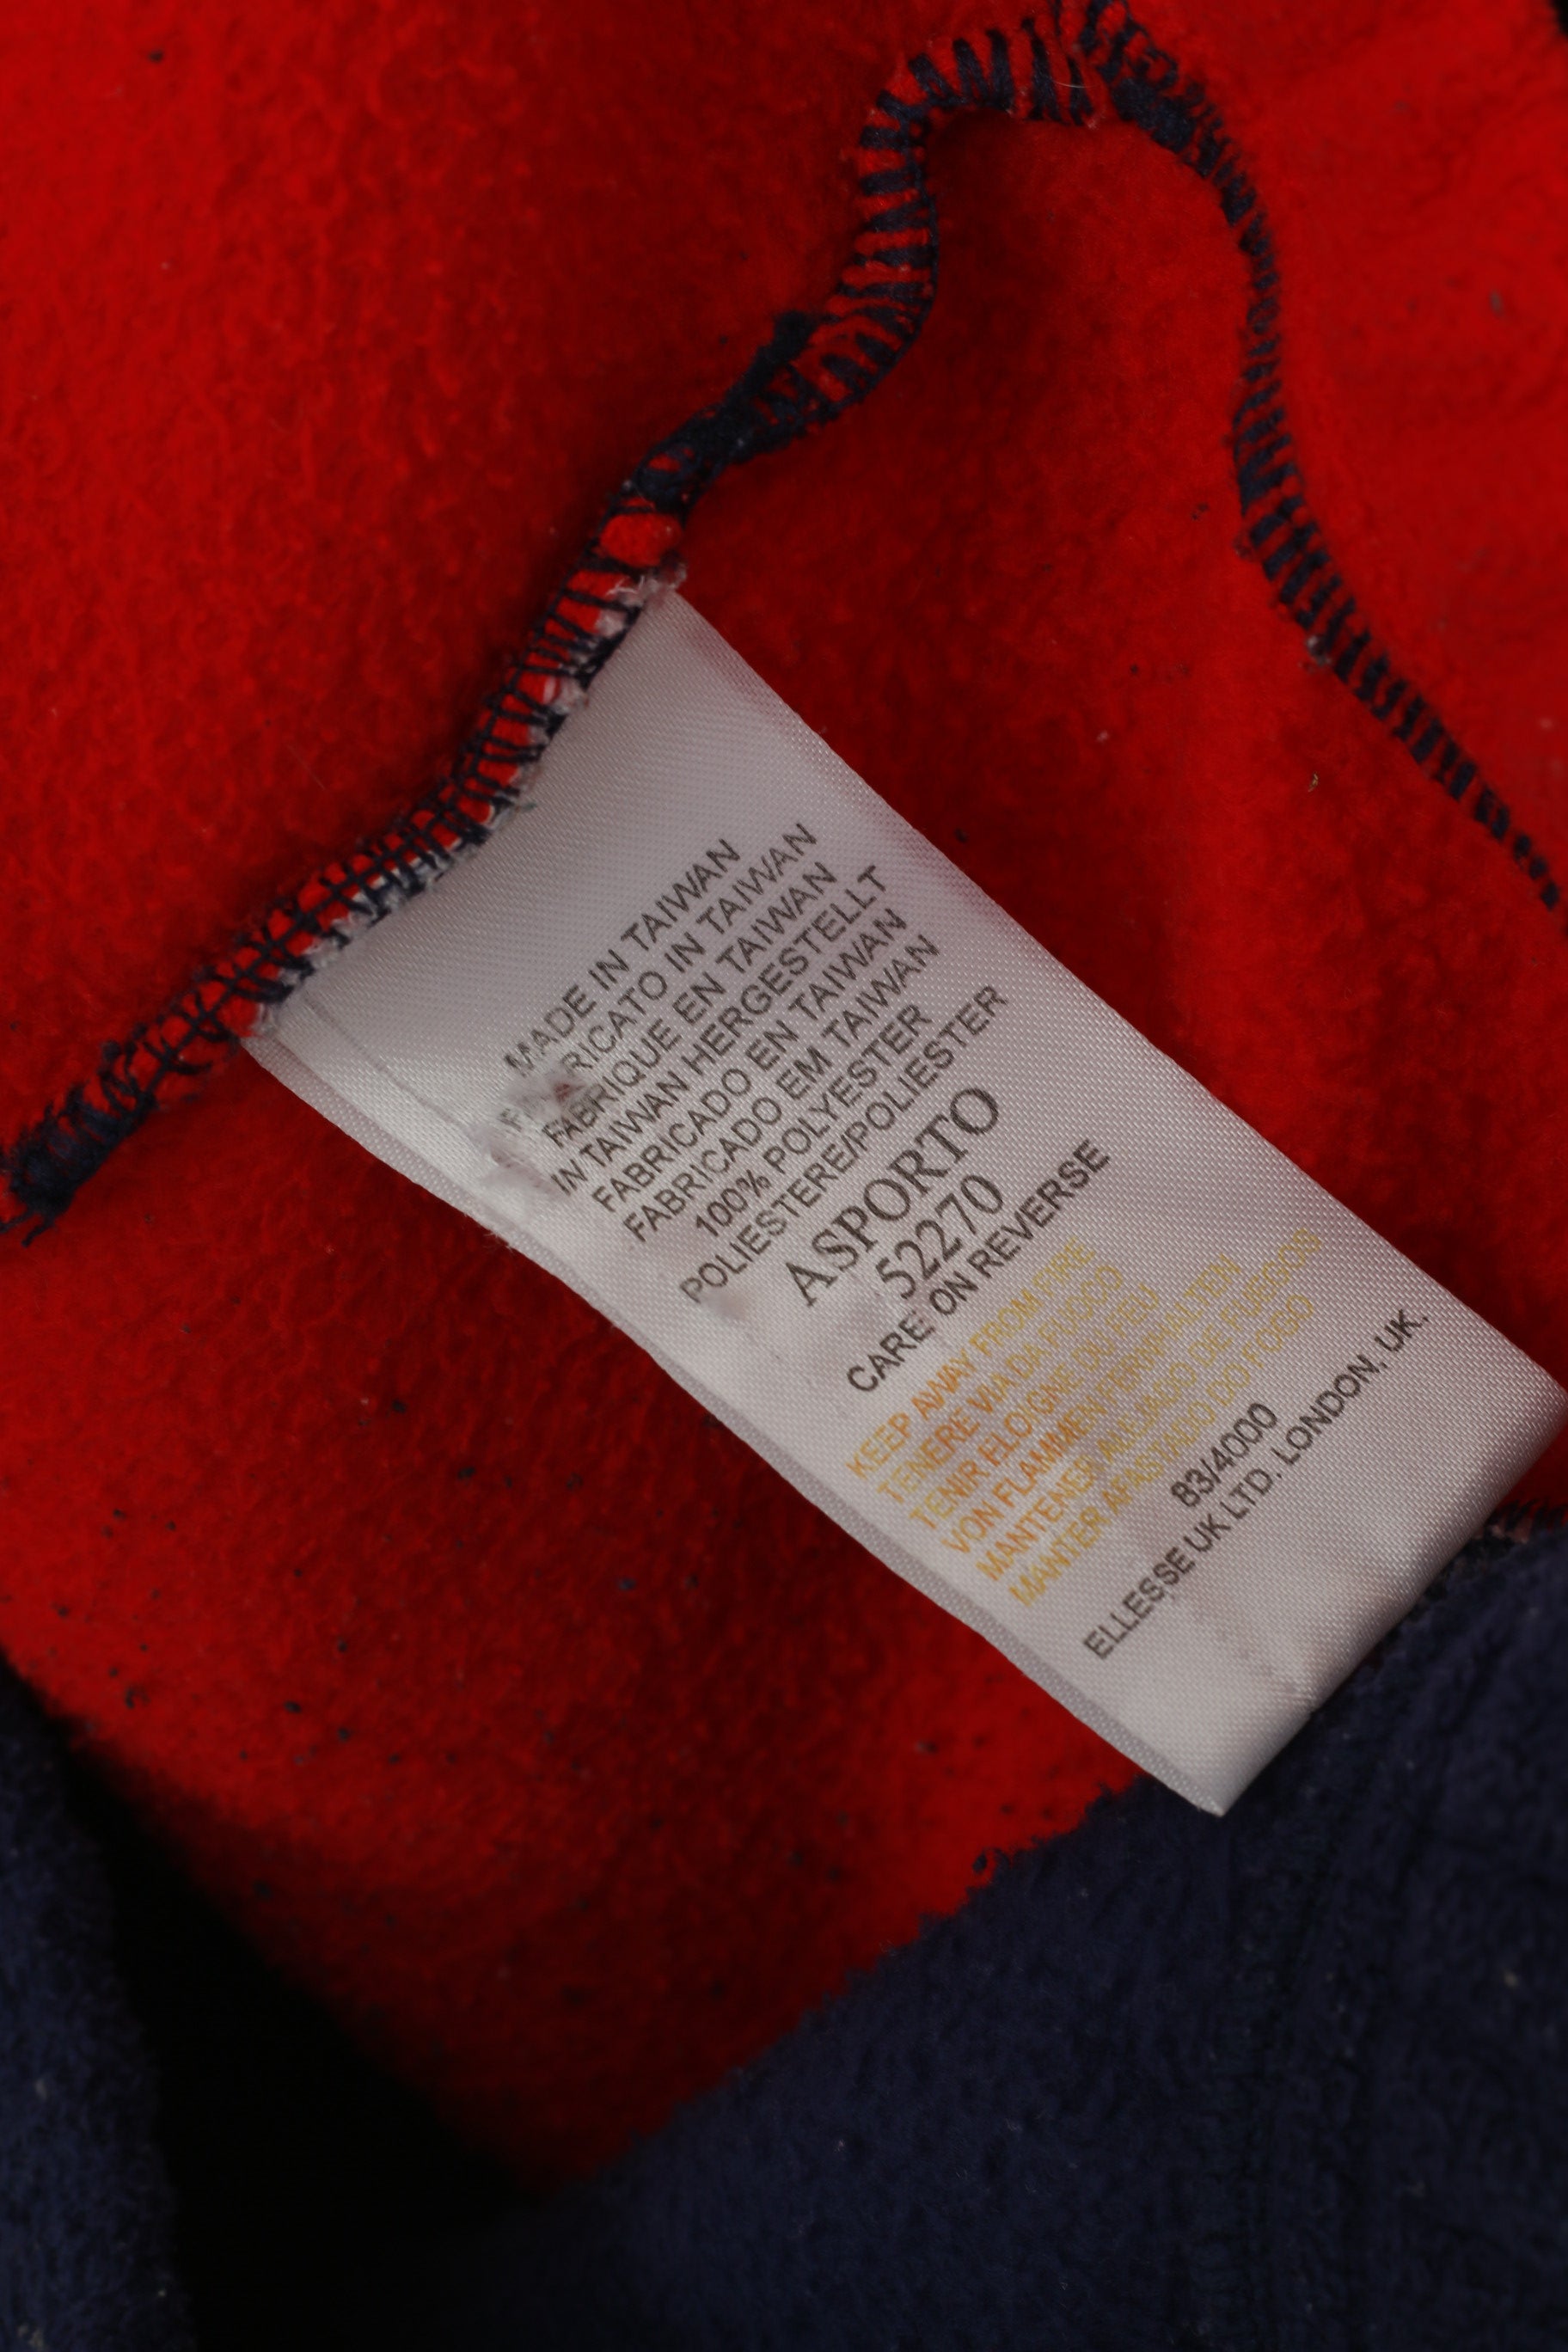 MADE IN TAIWAN
FABRICATO IN TAIWAN
FABRIQUE EN TAIWAN
IN TAIWAN HERGESTELLT
FABRICADO EN TAIWAN
FABRICADO EM TAIWAN
100% POLYESTER
POLIESTERE/POLIESTER
ASPORTO
52270
CARE ON REVERSE
KEEP AWAY FROM FIRE
TENERE VIA DA FUOCO
TENIR ELOIGNE DU FEU
VON FLAMMEN FERNHALTEN
MANTENER ALEJADO DE FUEGOS
MANTER AFASTADO DO FOGO
83/4000
ELLESSE UK LTD. LONDON, UK.